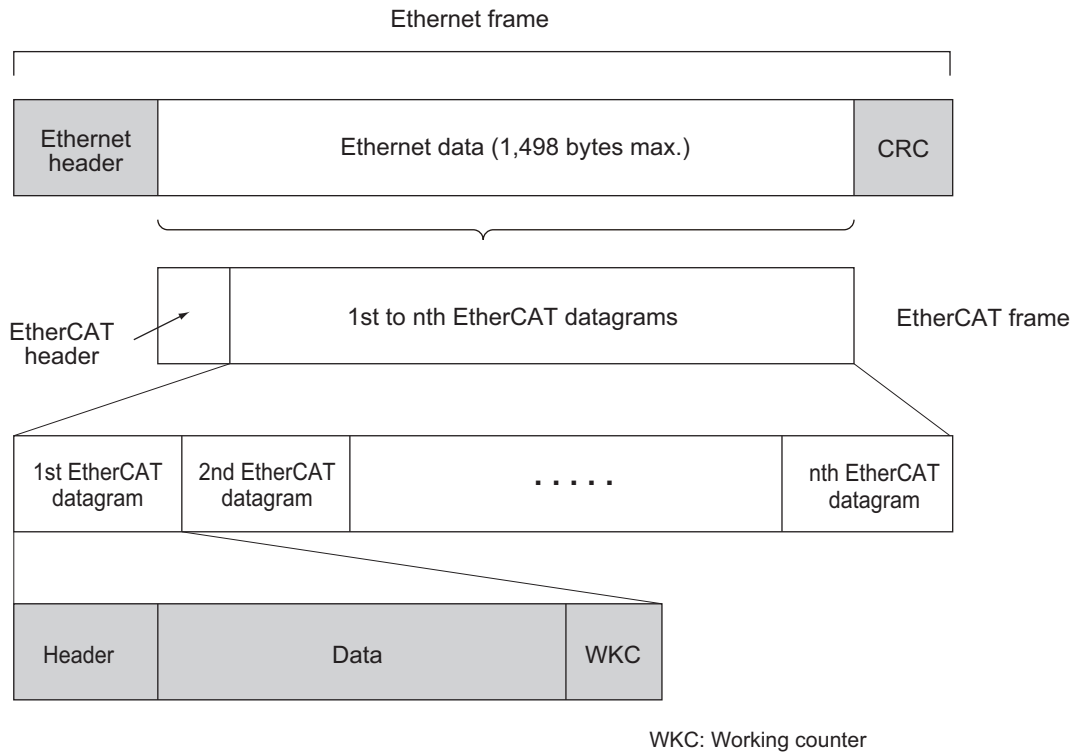 Ethernet frame
Ethernet
header
Ethernet data (1,498 bytes max.)
CRC
EtherCAT
header
1st to nth EtherCAT datagrams
EtherCAT frame
1st EtherCAT
datagram
2nd EtherCAT
datagram
. . . . .
nth EtherCAT
datagram
Header
Data
WKC
WKC: Working counter